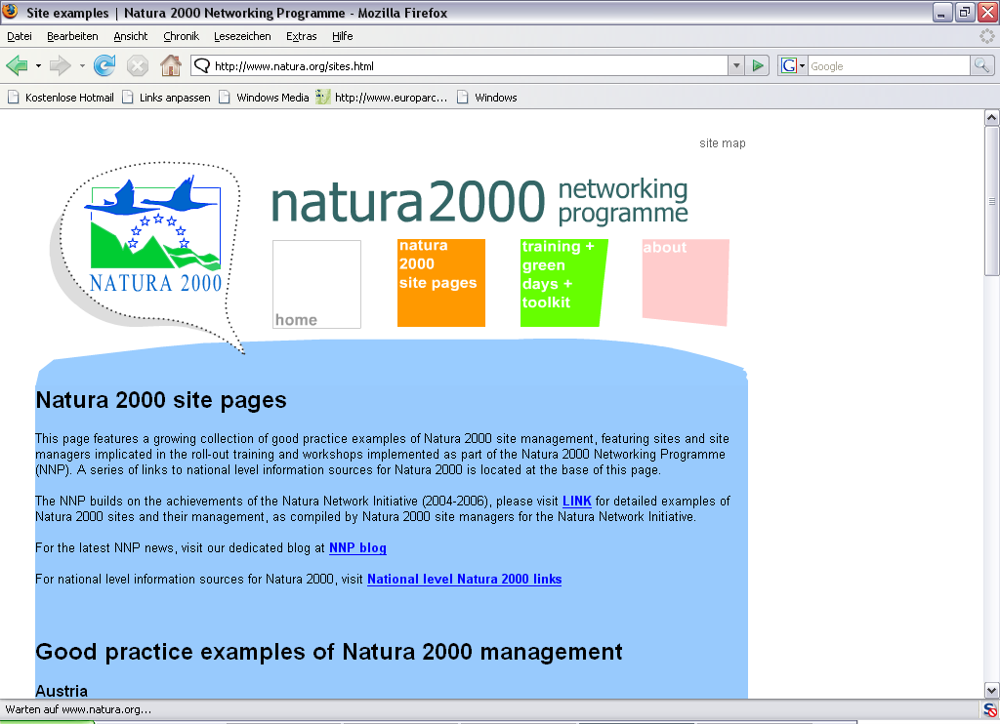 Site examples | Natura 2000 Networking Programme - Mozilla Firefox
Datei Bearbeiten Ansicht Chronik Lesezeichen Extras Hilfe
http://www.natura.org/sites.html
G Google
Kostenlose Hotmail Links anpassen Windows Media http://www.europarc... Windows
site map
natura2000 networking programme
NATURA 2000
home
natura
2000
site pages
training +
green
days +
toolkit
about
Natura 2000 site pages
This page features a growing collection of good practice examples of Natura 2000 site management, featuring sites and site
managers implicated in the roll-out training and workshops implemented as part of the Natura 2000 Networking Programme
(NNP). A series of links to national level information sources for Natura 2000 is located at the base of this page.
The NNP builds on the achievements of the Natura Network Initiative (2004-2006), please visit LINK for detailed examples of
Natura 2000 sites and their management, as compiled by Natura 2000 site managers for the Natura Network Initiative.
For the latest NNP news, visit our dedicated blog at NNP blog
For national level information sources for Natura 2000, visit National level Natura 2000 links
Good practice examples of Natura 2000 management
Austria
Warten auf www.natura.org...